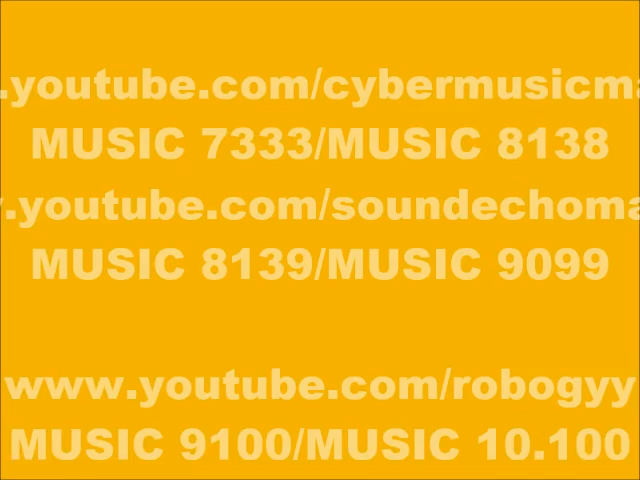 .youtube.com/cybermusicma
MUSIC 7333/MUSIC 8138
.youtube.com/soundechoma
MUSIC 8139/MUSIC 9099
www.youtube.com/robogyy
MUSIC 9100/MUSIC 10.100